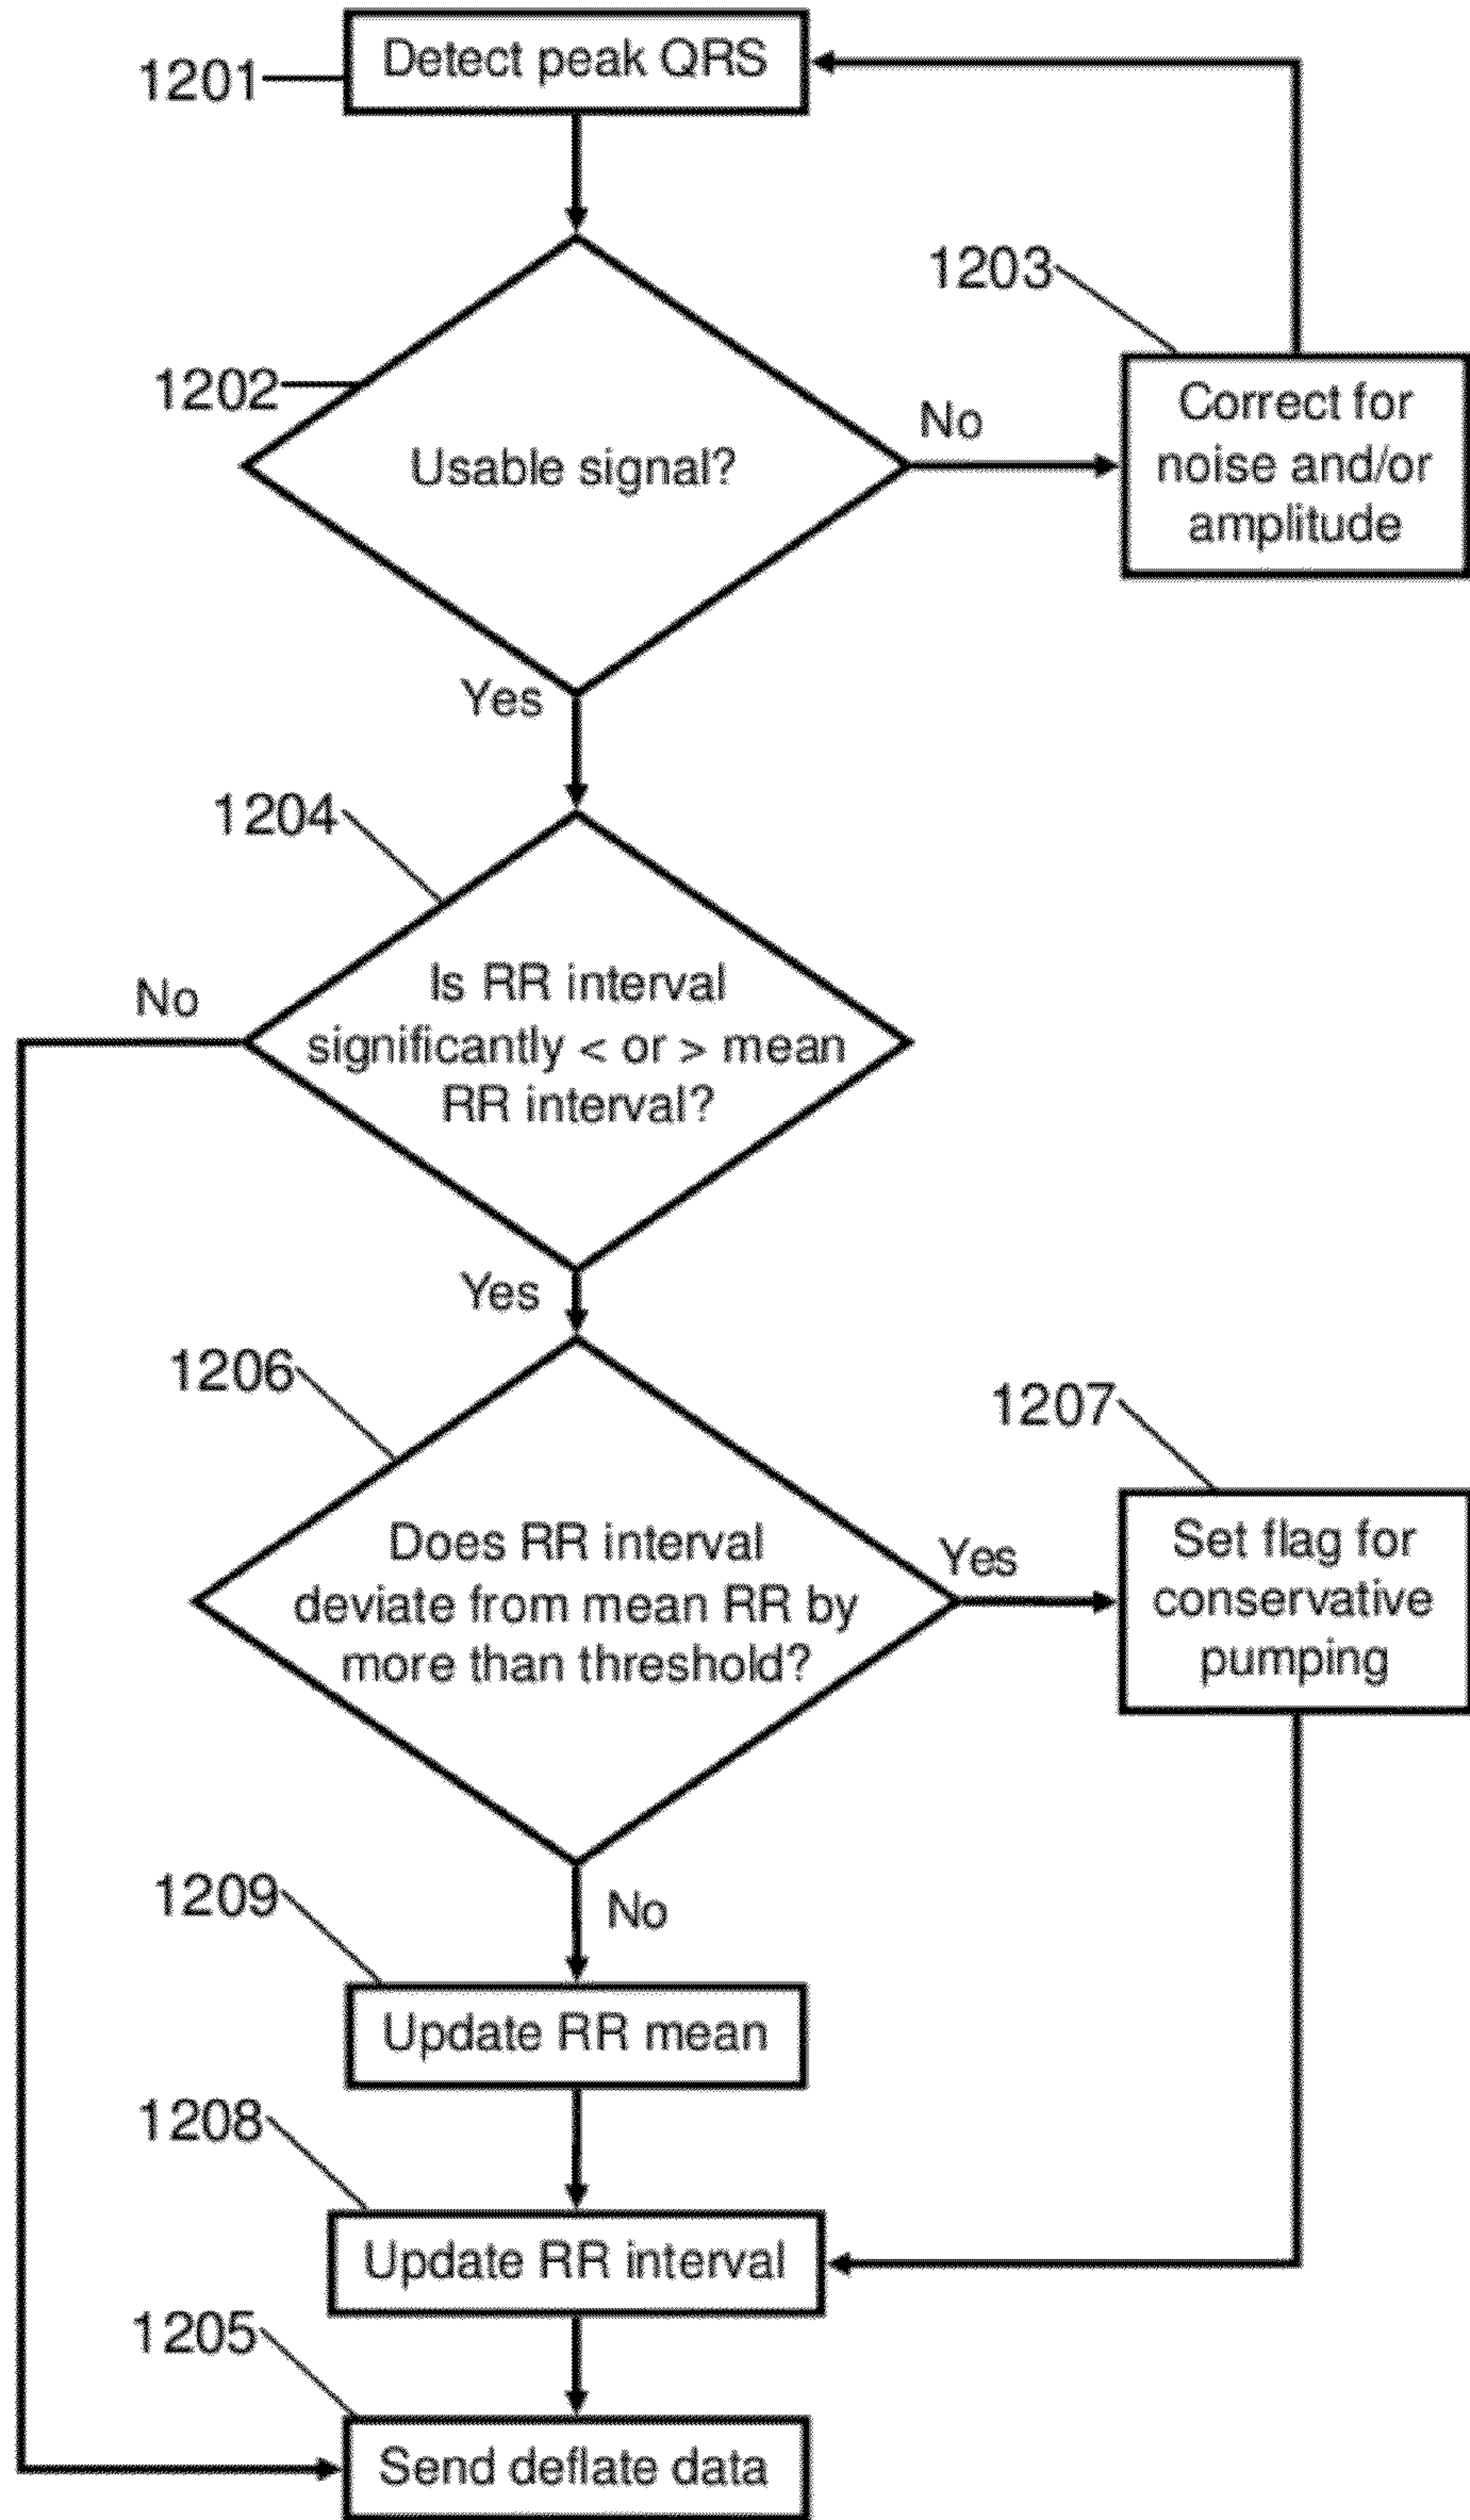 Detect peak QRS
1201
1203
1202
Usable signal?
No
Correct for
noise and/or
amplitude
Yes
1204
No
Is RR interval
significantly < or > mean
RR interval?
Yes
1206
1207
Does RR interval
deviate from mean RR by
more than threshold?
Yes
Set flag for
conservative
pumping
1209
No
Update RR mean
1208
Update RR interval
1205
Send deflate data